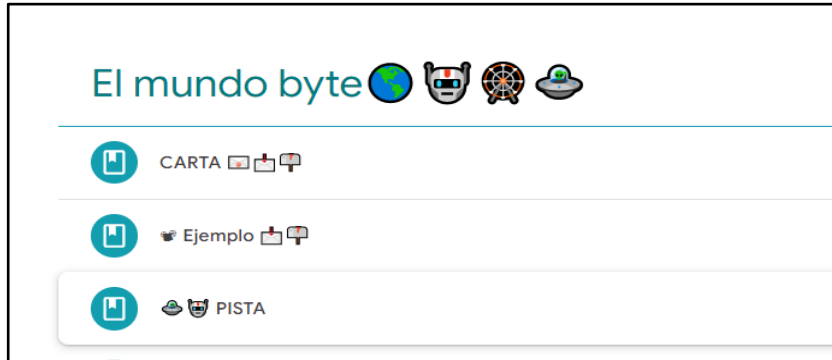 El mundo byte🌎🤖🎡🛸
CARTA 💌📩📫
📽 Ejemplo 📩📫
🛸🤖 PISTA